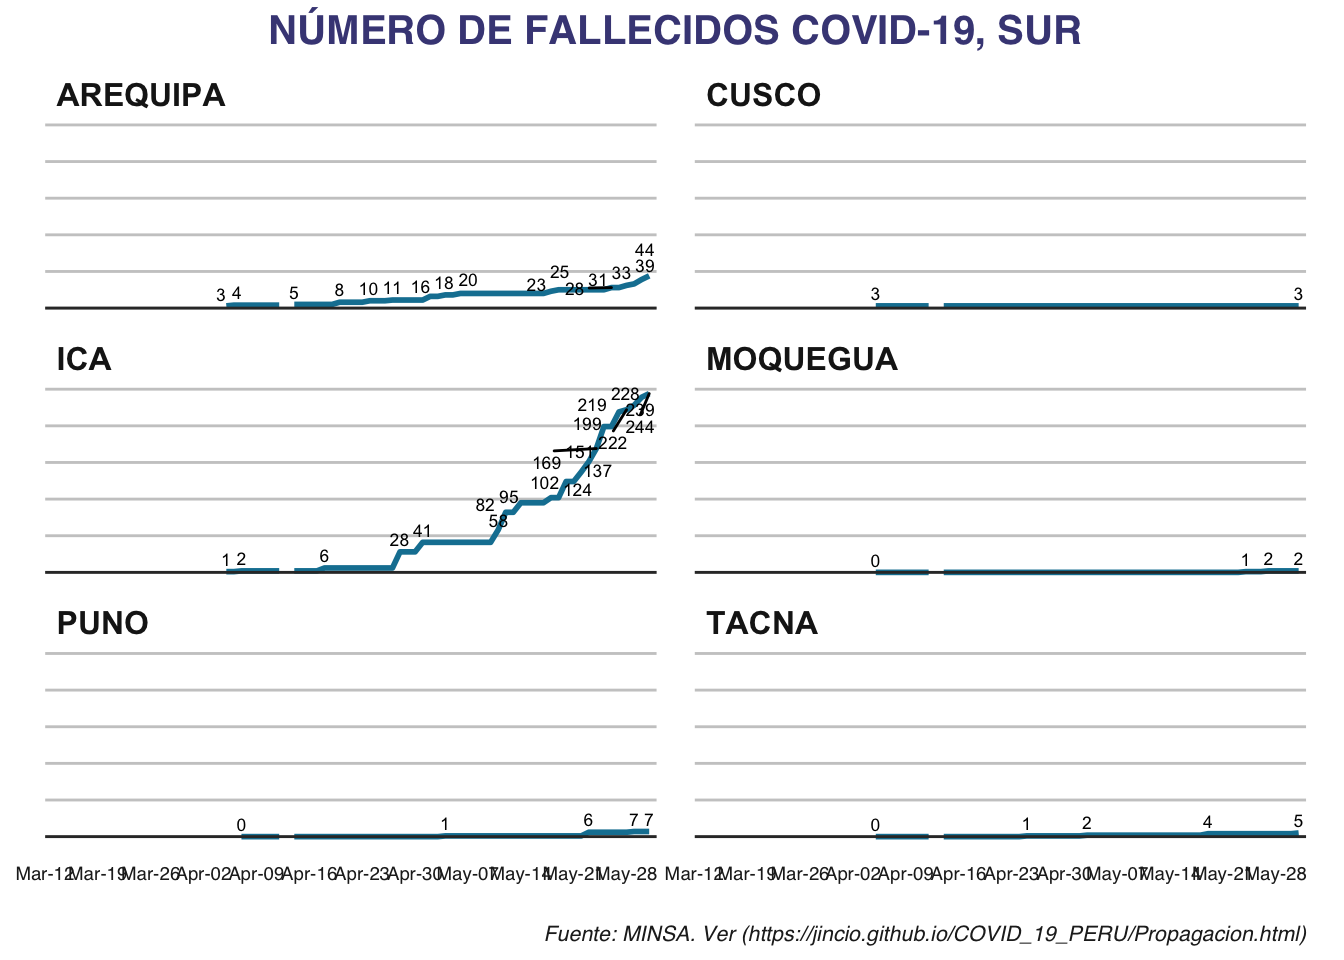 NÚMERO DE FALLECIDOS COVID-19, SUR
AREQUIPA
3 4 5 8 10 11 16 18 20 23 25 28 31 33 39 44
CUSCO
3 3
ICA
1 2 6 28 41 58 82 95 102 124 137 151 169 199 219 222 228 239 244
MOQUEGUA
0 1 2 2
PUNO
0 1 6 7 7
TACNA
0 1 2 4 5
Mar-12 Mar-19 Mar-26 Apr-02 Apr-09 Apr-16 Apr-23 Apr-30 May-07 May-14 May-21 May-28 Mar-12 Mar-19 Mar-26 Apr-02 Apr-09 Apr-16 Apr-23 Apr-30 May-07 May-14 May-21 May-28
Fuente: MINSA. Ver (https://jincio.github.io/COVID_19_PERU/Propagacion.html)